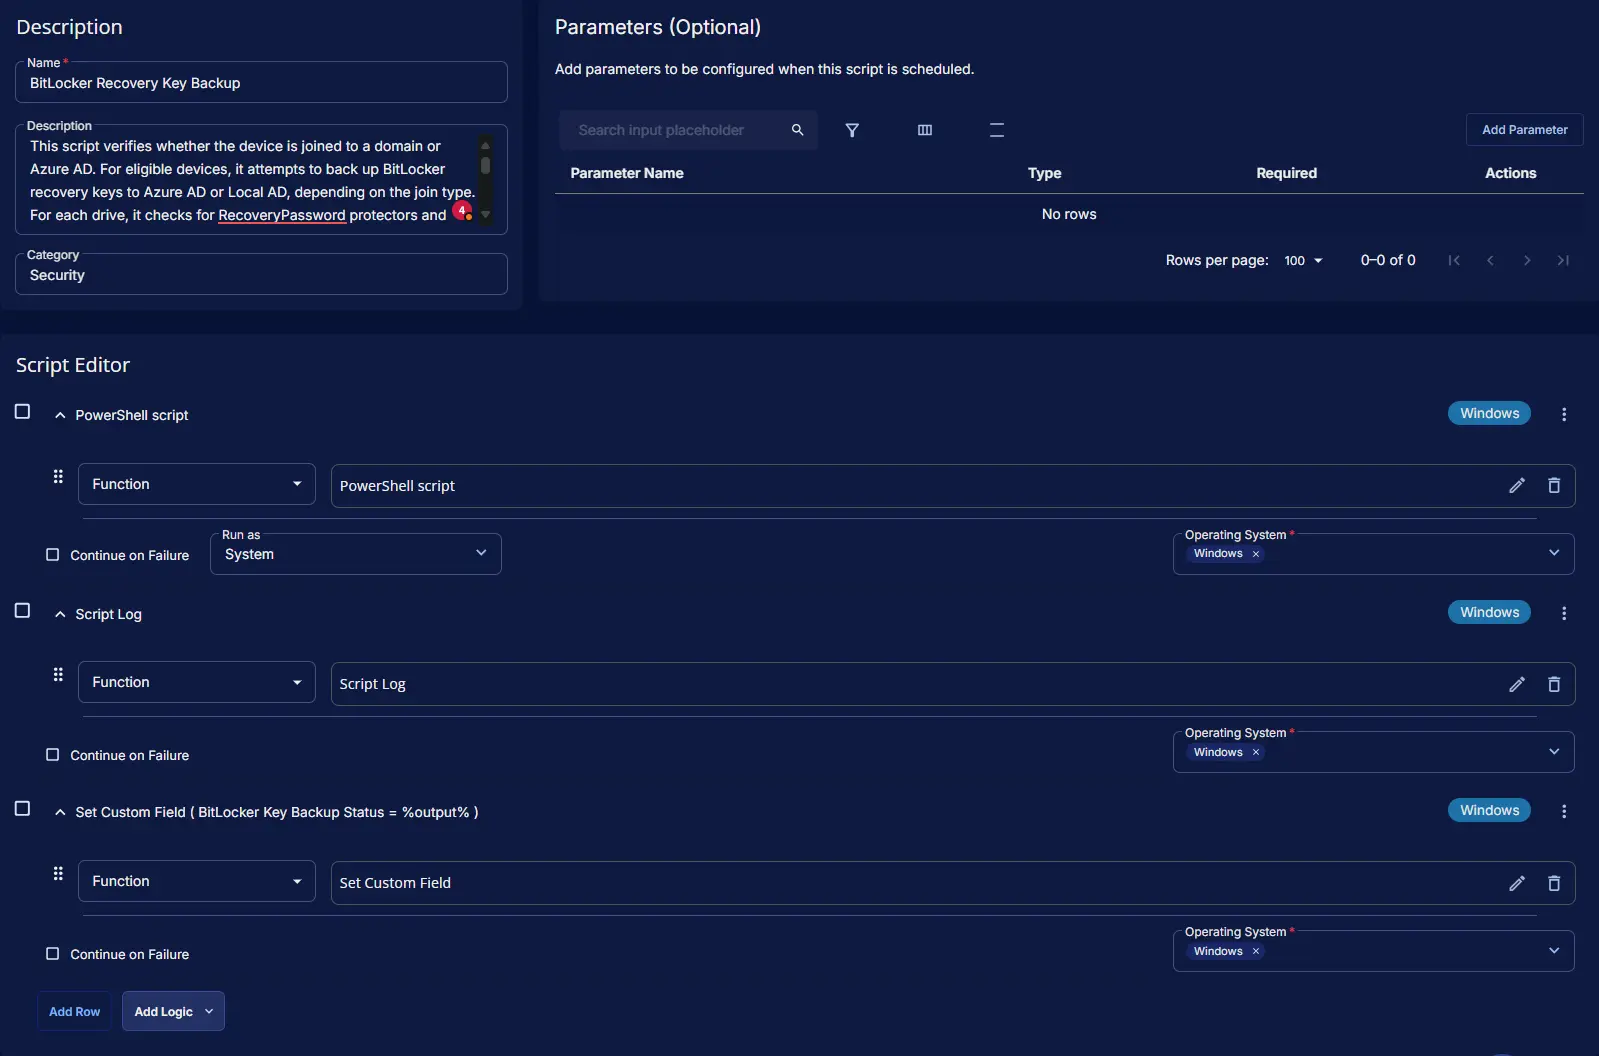 Description
Name *
BitLocker Recovery Key Backup
Description
This script verifies whether the device is joined to a domain or
Azure AD. For eligible devices, it attempts to back up BitLocker
recovery keys to Azure AD or Local AD, depending on the join type.
For each drive, it checks for RecoveryPassword protectors and
4
Category
Security
Parameters (Optional)
Add parameters to be configured when this script is scheduled.
Search input placeholder
Add Parameter
Parameter Name Type Required Actions
No rows
Rows per page: 100 0–0 of 0
Script Editor
PowerShell script Windows
Function PowerShell script
Continue on Failure
Run as
System
Operating System *
Windows ×
Script Log Windows
Function Script Log
Continue on Failure
Operating System *
Windows ×
Set Custom Field ( BitLocker Key Backup Status = %output% ) Windows
Function Set Custom Field
Continue on Failure
Operating System *
Windows ×
Add Row Add Logic